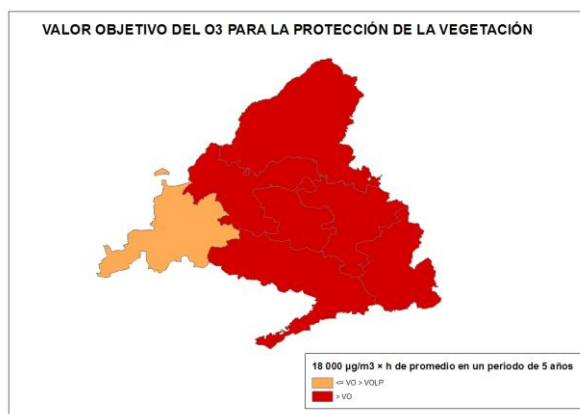 VALOR OBJETIVO DEL O3 PARA LA PROTECCIÓN DE LA VEGETACIÓN
18 000 µg/m3 × h de promedio en un período de 5 años
<= VO > VOLP
> VO